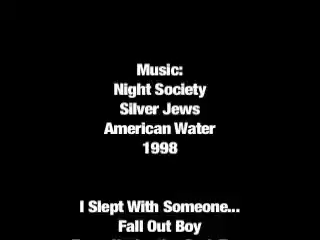 Music:
Night Society
Silver Jews
American Water
1998
I Slept With Someone...
Fall Out Boy